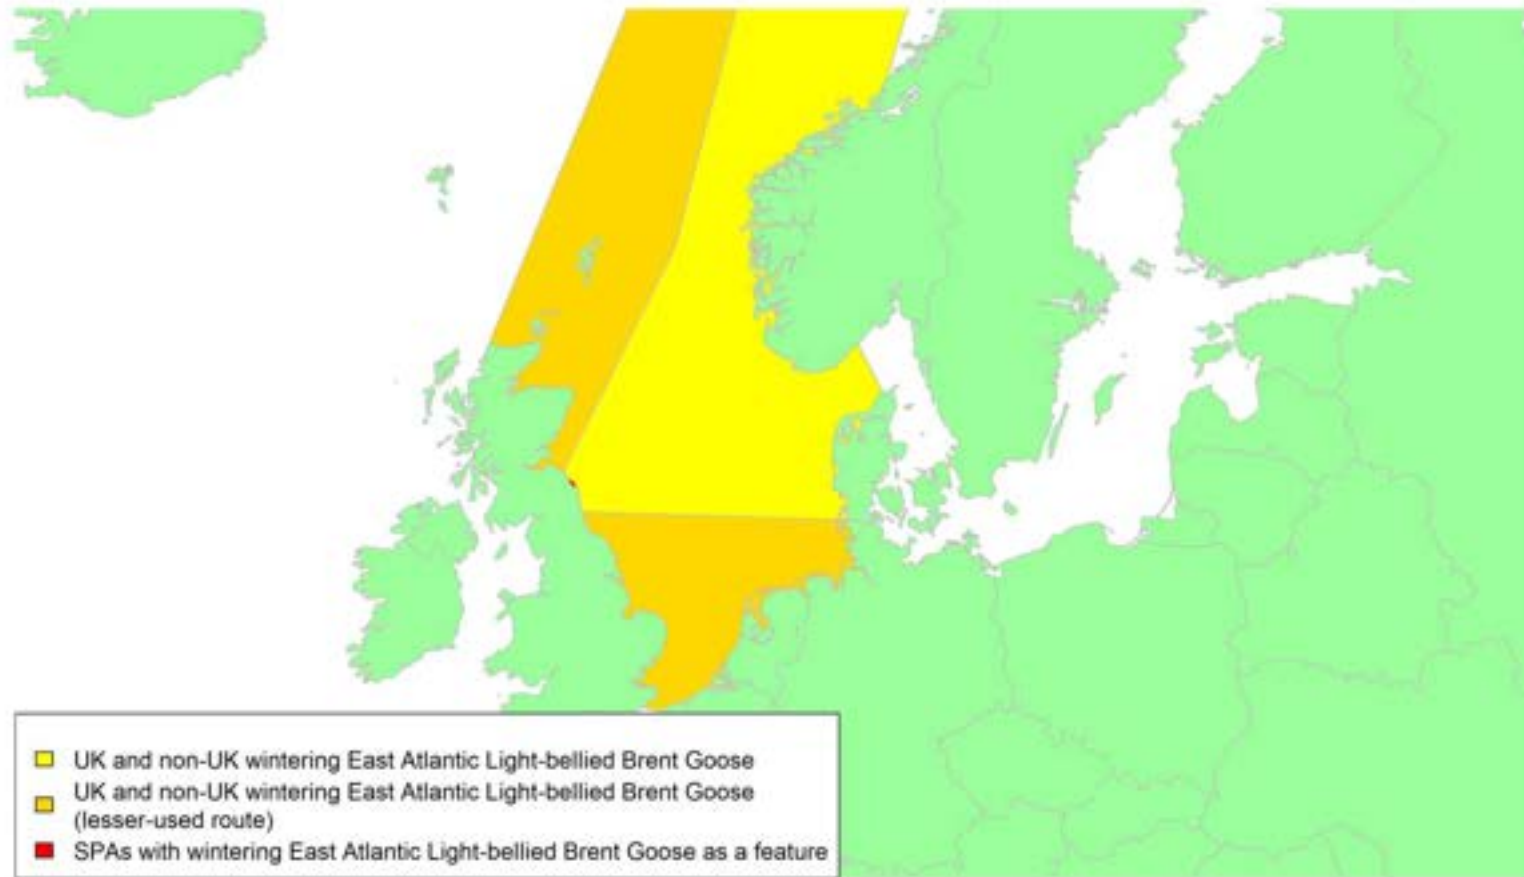 UK and non-UK wintering East Atlantic Light-bellied Brent Goose
UK and non-UK wintering East Atlantic Light-bellied Brent Goose
(lesser-used route)
SPAs with wintering East Atlantic Light-bellied Brent Goose as a feature